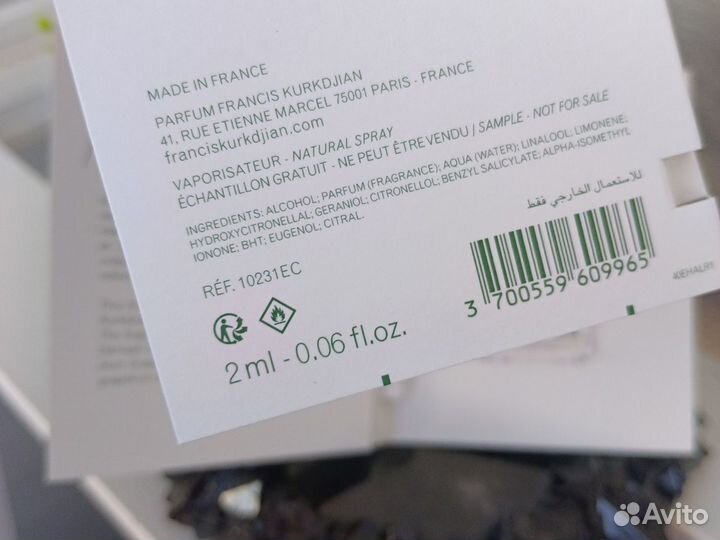 MADE IN FRANCE
PARFUM FRANCIS KURKDJIAN
41, RUE ETIENNE MARCEL 75001 PARIS - FRANCE
franciskurkdjian.com
VAPORISATEUR - NATURAL SPRAY
ÉCHANTILLON GRATUIT - NE PEUT ÊTRE VENDU / SAMPLE - NOT FOR SALE
INGREDIENTS: ALCOHOL; PARFUM (FRAGRANCE); AQUA (WATER); LINALOOL; LIMONENE;
HYDROXYCITRONELLAL; GERANIOL; CITRONELLOL; BENZYL SALICYLATE; ALPHA-ISOMETHYL
IONONE; BHT; EUGENOL; CITRAL.
للاستعمال الخارجي فقط
RÉF. 10231EC
3 700559 609965
40EHALR1
2 ml - 0.06 fl.oz.
Avito